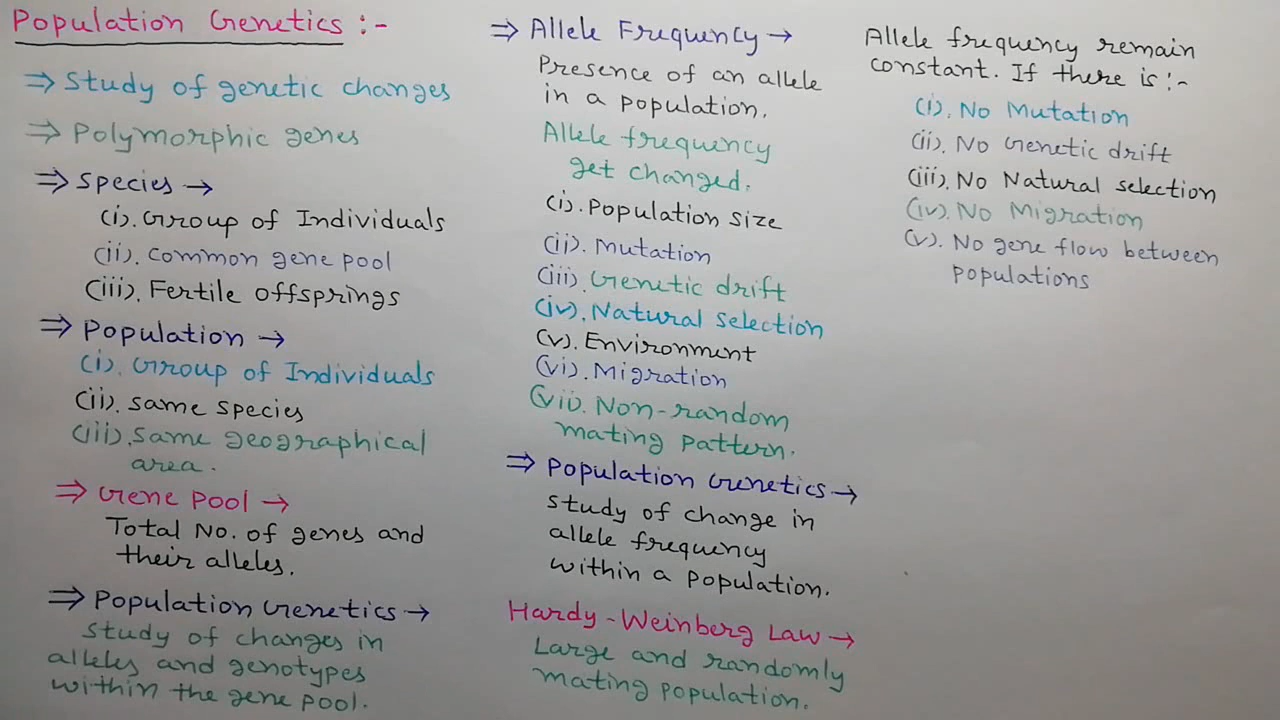 Population Genetics :-
⇒ Study of genetic changes
⇒ Polymorphic genes
⇒ Species →
(i). Group of Individuals
(ii). Common gene pool
(iii). Fertile offsprings
⇒ Population →
(i). Group of Individuals
(ii). Same species
(iii). Same geographical
area.
⇒ Gene Pool →
Total No. of genes and
their alleles.
⇒ Population Genetics →
Study of changes in
alleles and genotypes
within the gene pool.
⇒ Allele Frequency →
Presence of an allele
in a population.
Allele frequency
get changed.
(i). Population size
(ii). Mutation
(iii). Genetic drift
(iv). Natural selection
(v). Environment
(vi). Migration
(vii). Non-random
mating pattern.
⇒ Population Genetics →
Study of change in
allele frequency
within a population.
Hardy-Weinberg Law →
Large and randomly
mating population.
Allele frequency remain
constant. If there is :-
(i). No Mutation
(ii). No Genetic drift
(iii). No Natural selection
(iv). No Migration
(v). No gene flow between
populations